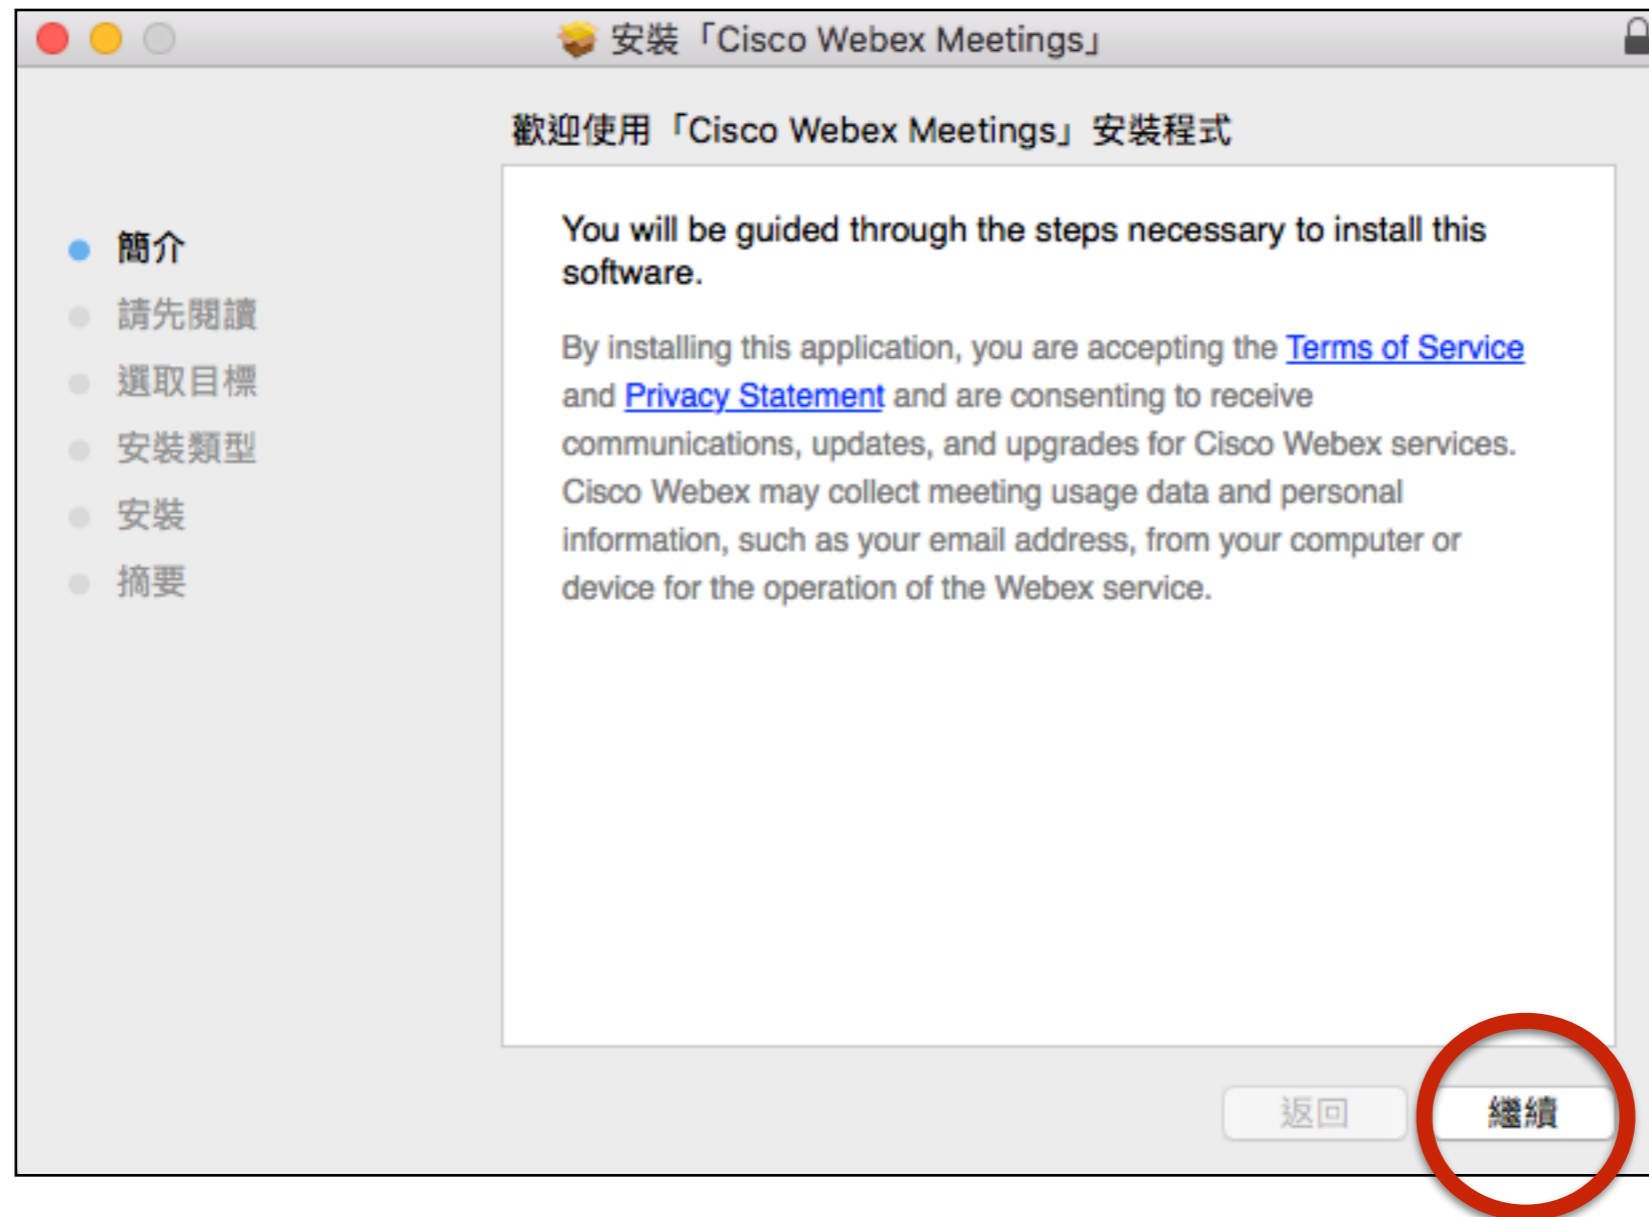 安裝「Cisco Webex Meetings」
歡迎使用「Cisco Webex Meetings」安裝程式
簡介
請先閱讀
選取目標
安裝類型
安裝
摘要
You will be guided through the steps necessary to install this
software.
By installing this application, you are accepting the Terms of Service
and Privacy Statement and are consenting to receive
communications, updates, and upgrades for Cisco Webex services.
Cisco Webex may collect meeting usage data and personal
information, such as your email address, from your computer or
device for the operation of the Webex service.
返回
繼續